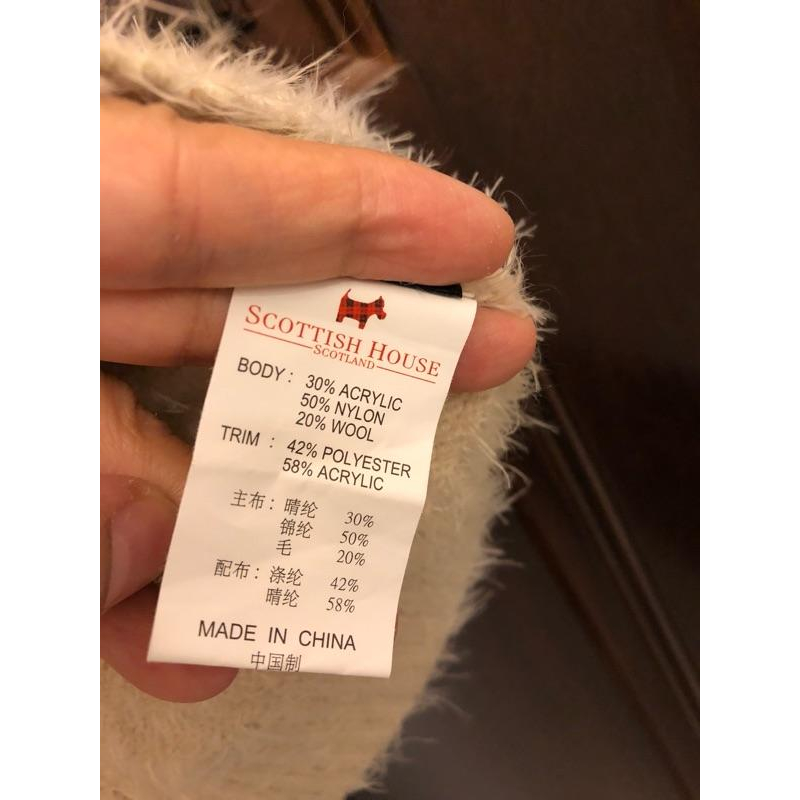 SCOTTISH HOUSE
SCOTLAND
BODY : 30% ACRYLIC
50% NYLON
20% WOOL
TRIM : 42% POLYESTER
58% ACRYLIC
主布 : 晴纶 30%
锦纶 50%
毛 20%
配布 : 涤纶 42%
晴纶 58%
MADE IN CHINA
中国制